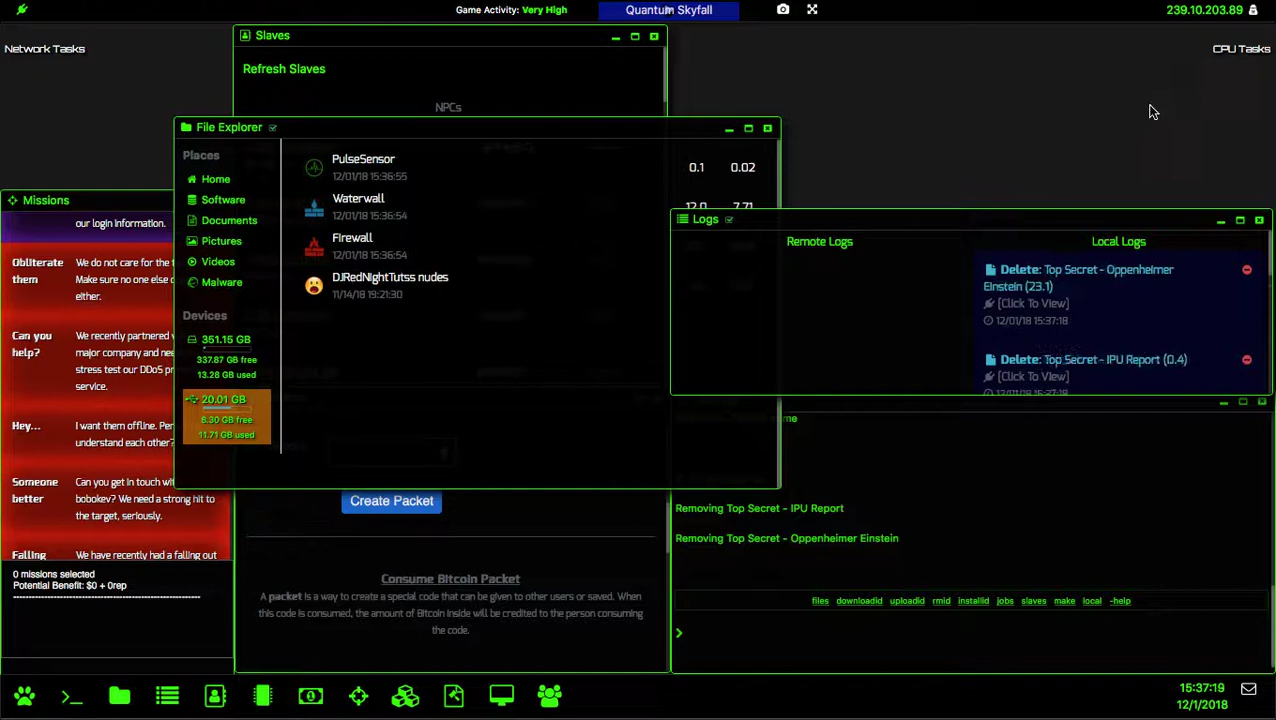 Game Activity: Very High
Quantum Skyfall
239.10.203.89
Network Tasks
CPU Tasks
Slaves
Refresh Slaves
NPCs
File Explorer
Places
Home
Software
Documents
Pictures
Videos
Malware
Devices
351.15 GB
337.87 GB free
13.28 GB used
20.01 GB
8.30 GB free
11.71 GB used
PulseSensor
12/01/18 15:36:55
Waterwall
12/01/18 15:36:54
Firewall
12/01/18 15:36:54
DJRedNightTutss nudes
11/14/18 19:21:30
0.1 0.02
12.0 7.71
Missions
our login information.
Obliterate them
We do not care for the
Make sure no one else
either.
Can you help?
We recently partnered
major company and ne
stress test our DDoS p
service.
Hey...
I want them offline. Per
understand each other?
Someone better
Can you get in touch wit
bobokev? We need a strong hit to
the target, seriously.
Falling
We have recently had a falling out
0 missions selected
Potential Benefit: $0 + 0rep
Create Packet
Consume Bitcoin Packet
A packet is a way to create a special code that can be given to other users or saved. When
this code is consumed, the amount of Bitcoin inside will be credited to the person consuming
the code.
Logs
Remote Logs
Local Logs
Delete: Top Secret - Oppenheimer
Einstein (23.1)
[Click To View]
12/01/18 15:37:18
Delete: Top Secret - IPU Report (0.4)
[Click To View]
12/01/18 15:37:18
me
Removing Top Secret - IPU Report
Removing Top Secret - Oppenheimer Einstein
files downloadid uploadid rmid installid jobs slaves make local -help
>
15:37:19
12/1/2018